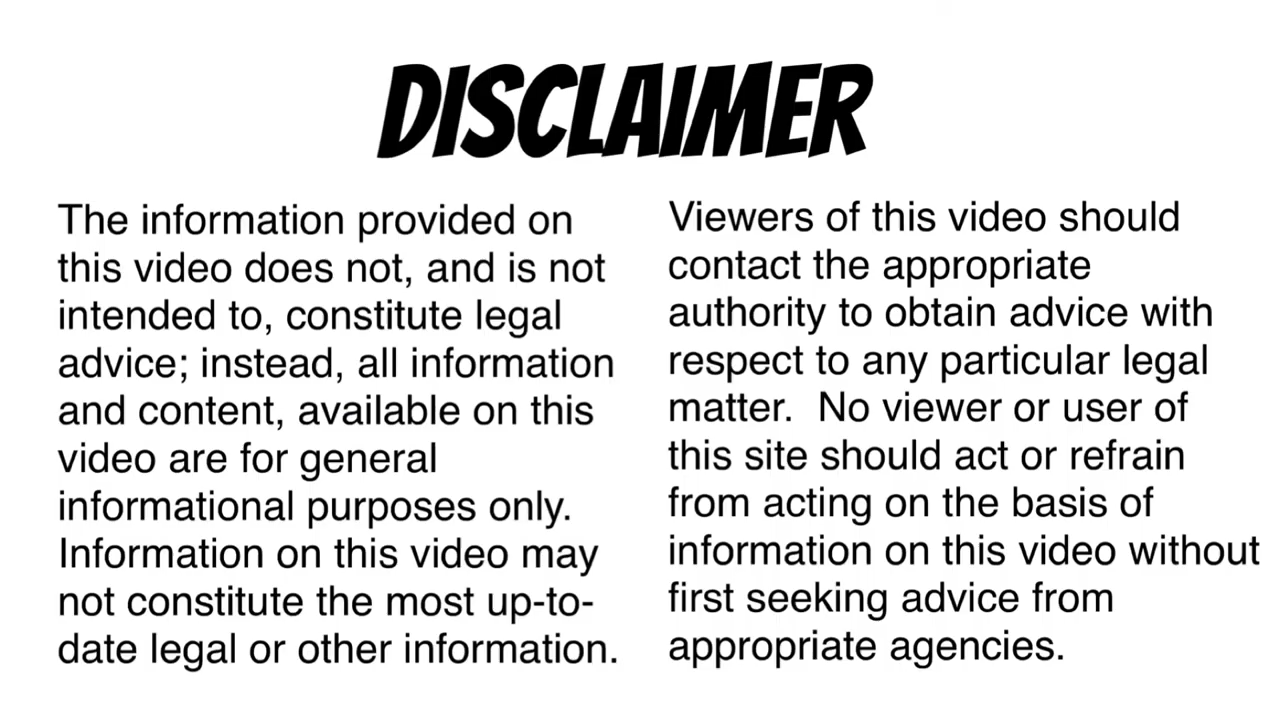 DISCLAIMER
The information provided on
this video does not, and is not
intended to, constitute legal
advice; instead, all information
and content, available on this
video are for general
informational purposes only.
Information on this video may
not constitute the most up-to-
date legal or other information.
Viewers of this video should
contact the appropriate
authority to obtain advice with
respect to any particular legal
matter.  No viewer or user of
this site should act or refrain
from acting on the basis of
information on this video without
first seeking advice from
appropriate agencies.